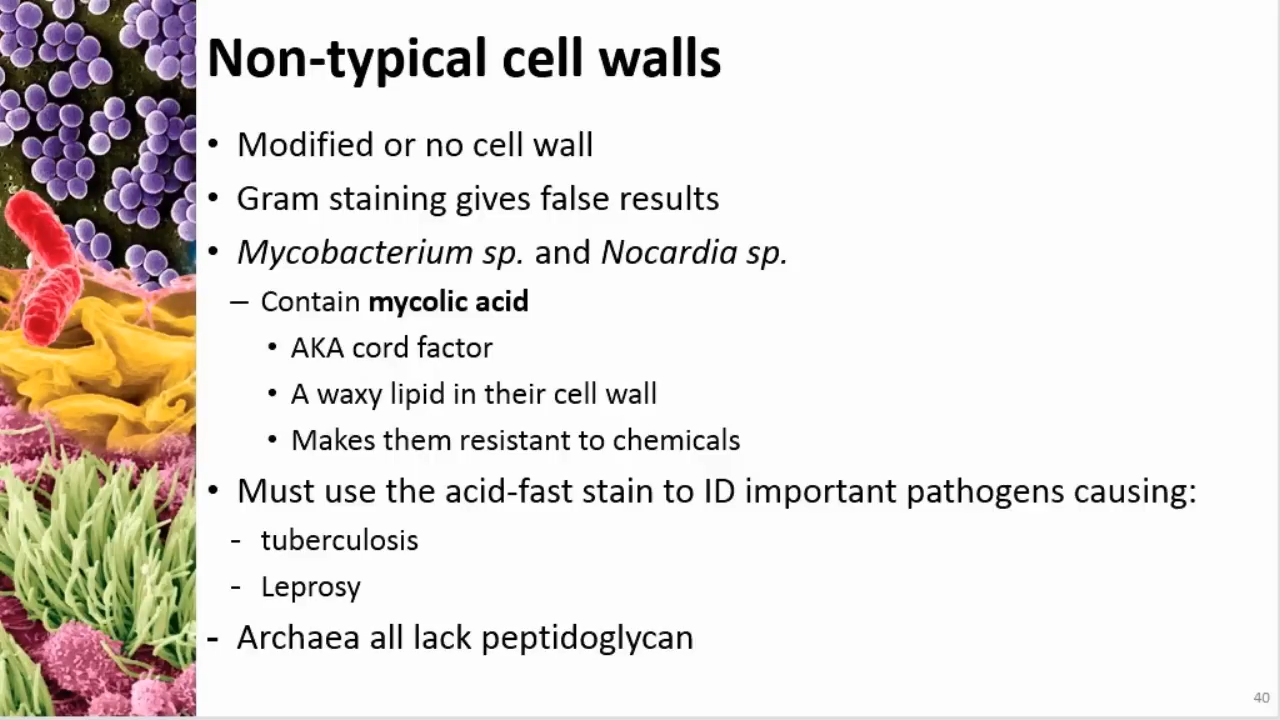 Non-typical cell walls
• Modified or no cell wall
• Gram staining gives false results
• Mycobacterium sp. and Nocardia sp.
– Contain mycolic acid
• AKA cord factor
• A waxy lipid in their cell wall
• Makes them resistant to chemicals
• Must use the acid-fast stain to ID important pathogens causing:
- tuberculosis
- Leprosy
- Archaea all lack peptidoglycan
40